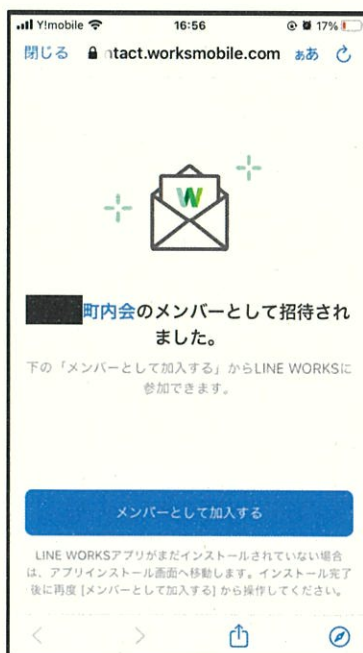 Y!mobile 16:56 17%
閉じる ntact.worksmobile.com ぁあ
W
町内会のメンバーとして招待され
ました。
下の「メンバーとして加入する」からLINE WORKSに
参加できます。
メンバーとして加入する
LINE WORKSアプリがまだインストールされていない場合
は、アプリインストール画面へ移動します。インストール完了
後に再度 [メンバーとして加入する] から操作してください。